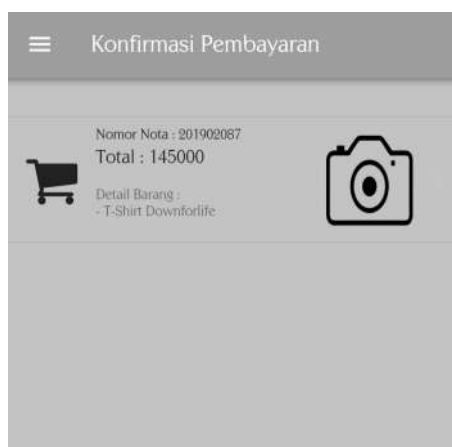 Konfirmasi Pembayaran
Nomor Nota : 201902087
Total : 145000
Detail Barang :
- T-Shirt Downforlife